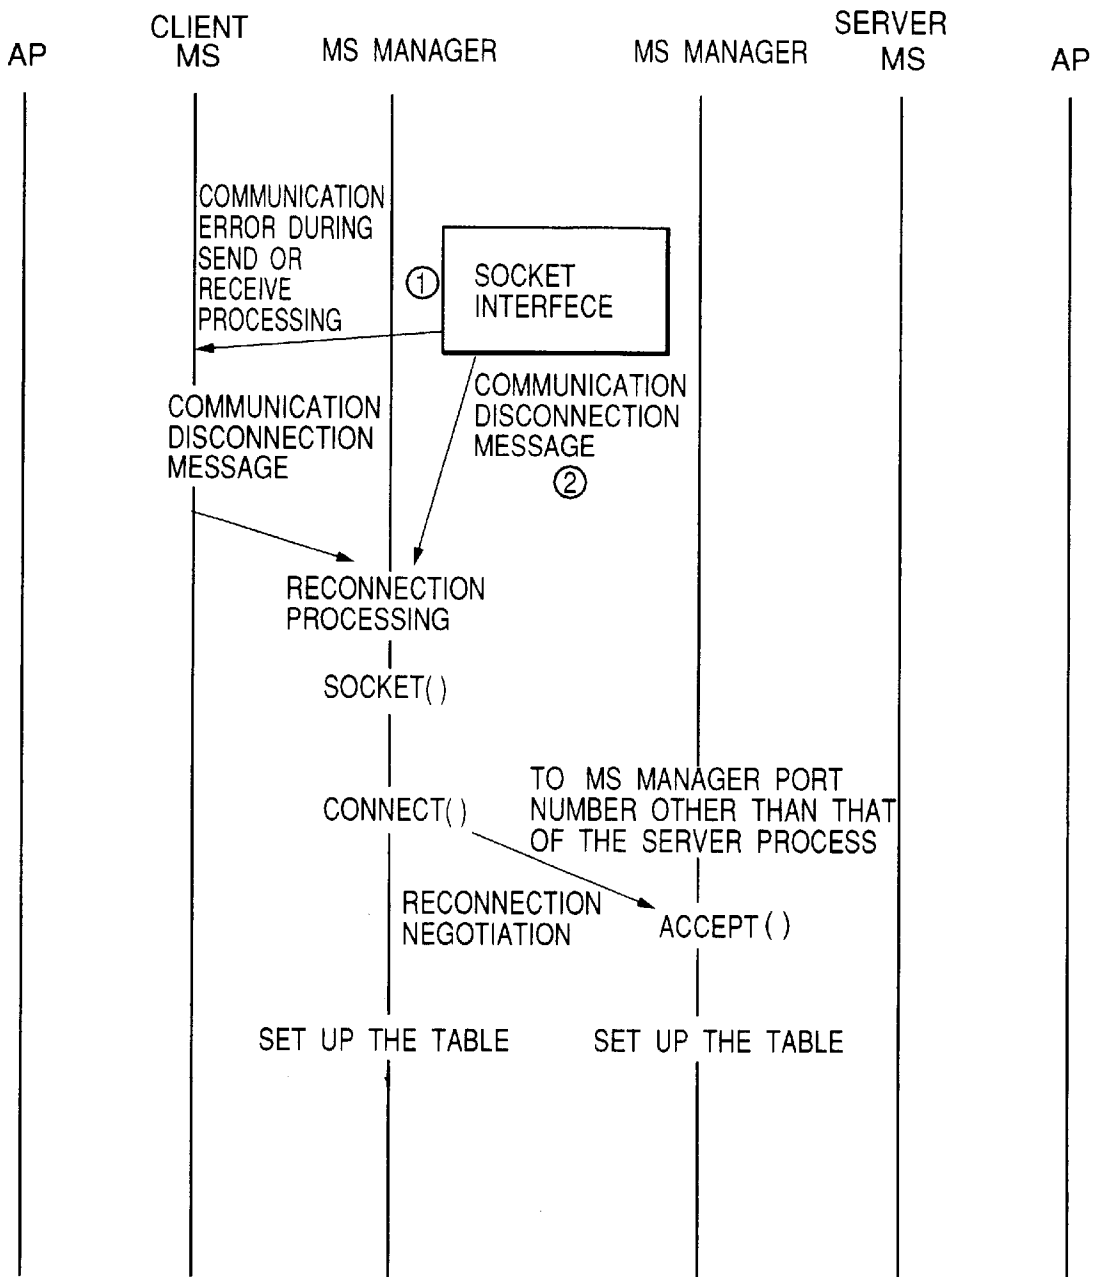 AP
CLIENT
MS
MS MANAGER
MS MANAGER
SERVER
MS
AP
COMMUNICATION
ERROR DURING
SEND OR
RECEIVE
PROCESSING
①
SOCKET
INTERFECE
COMMUNICATION
DISCONNECTION
MESSAGE
COMMUNICATION
DISCONNECTION
MESSAGE
②
RECONNECTION
PROCESSING
SOCKET( )
CONNECT( )
TO MS MANAGER PORT
NUMBER OTHER THAN THAT
OF THE SERVER PROCESS
RECONNECTION
NEGOTIATION
ACCEPT ( )
SET UP THE TABLE
SET UP THE TABLE